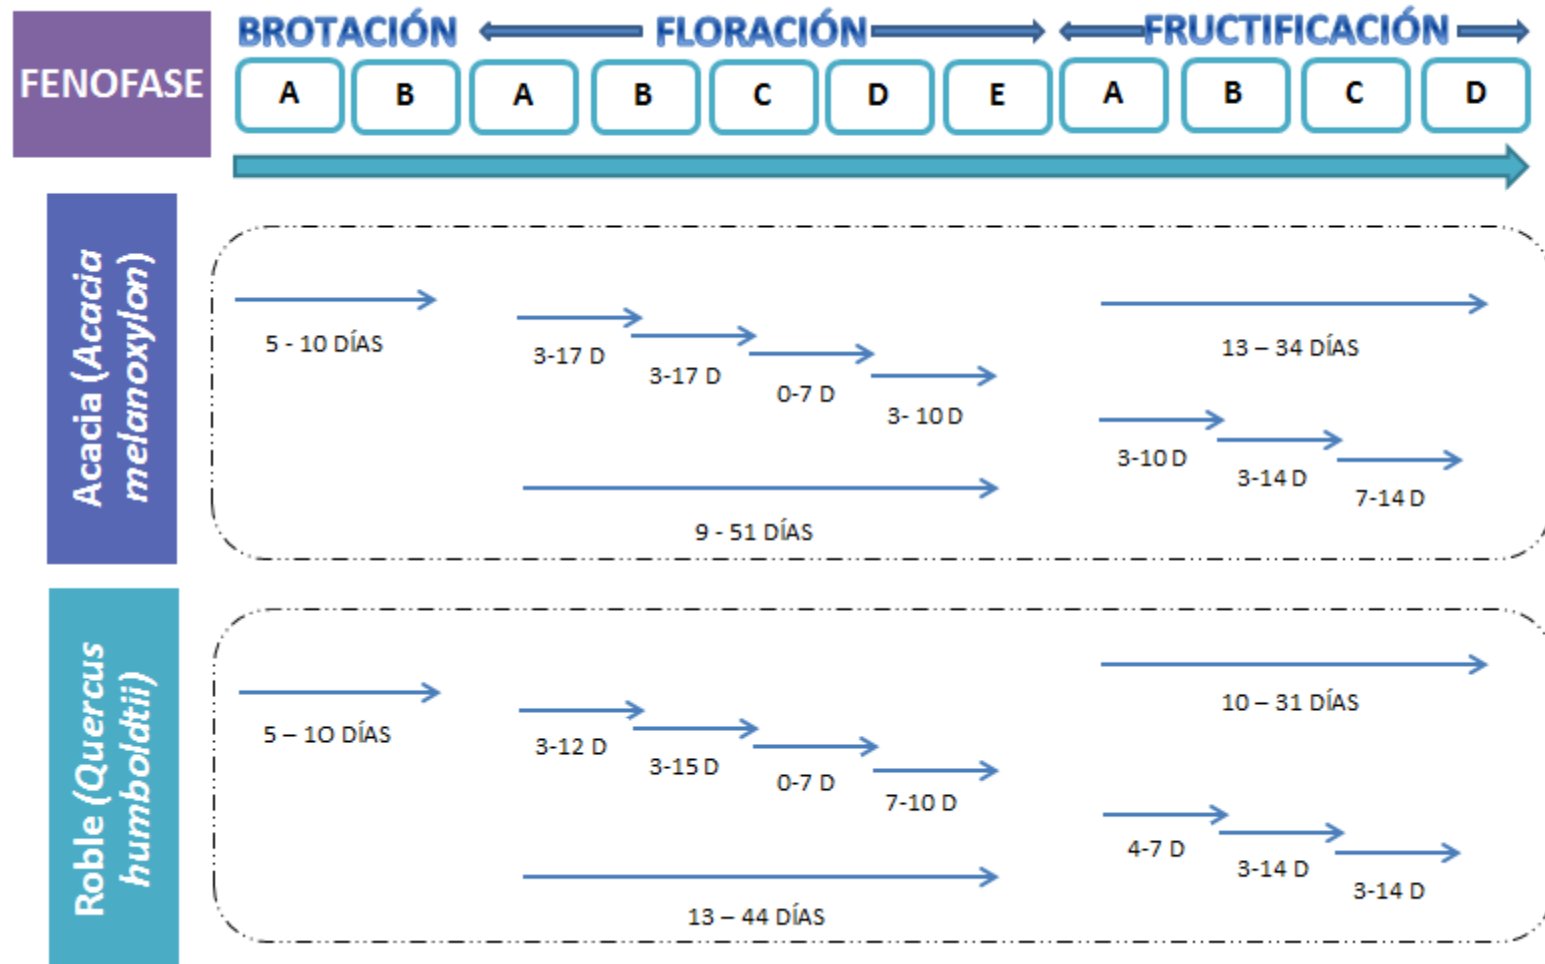 FENOFASE
BROTACIÓN FLORACIÓN FRUCTIFICACIÓN
A B A B C D E A B C D
Acacia (Acacia
melanoxylon)
5 - 10 DÍAS
3-17 D
3-17 D
0-7 D
3- 10 D
9 - 51 DÍAS
13 – 34 DÍAS
3-10 D
3-14 D
7-14 D
Roble (Quercus
humboldtii)
5 – 1O DÍAS
3-12 D
3-15 D
0-7 D
7-10 D
13 – 44 DÍAS
10 – 31 DÍAS
4-7 D
3-14 D
3-14 D